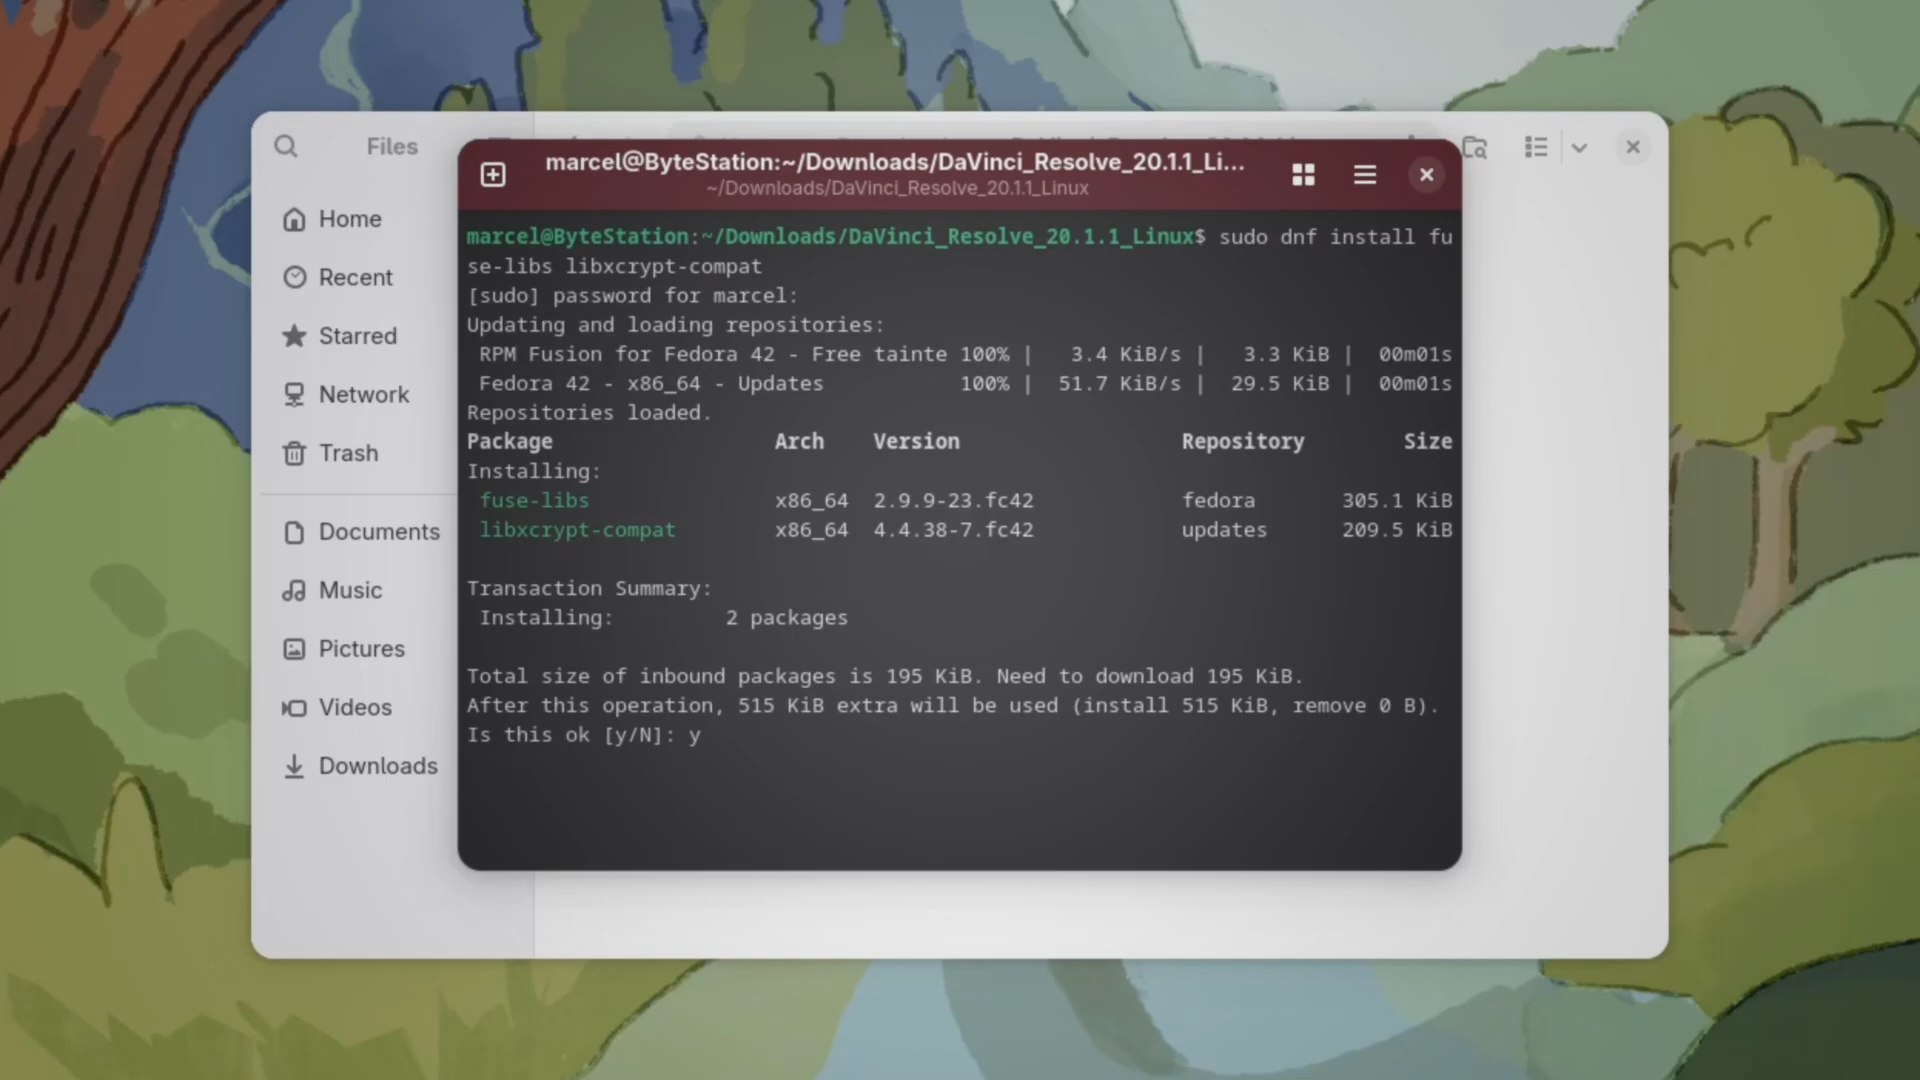 Files
Home
Recent
Starred
Network
Trash
Documents
Music
Pictures
Videos
Downloads
marcel@ByteStation:~/Downloads/DaVinci_Resolve_20.1.1_Li...
~/Downloads/DaVinci_Resolve_20.1.1_Linux
marcel@ByteStation:~/Downloads/DaVinci_Resolve_20.1.1_Linux$ sudo dnf install fu
se-libs libxcrypt-compat
[sudo] password for marcel:
Updating and loading repositories:
RPM Fusion for Fedora 42 - Free tainte 100% | 3.4 KiB/s | 3.3 KiB | 00m01s
Fedora 42 - x86_64 - Updates 100% | 51.7 KiB/s | 29.5 KiB | 00m01s
Repositories loaded.
Package Arch Version Repository Size
Installing:
fuse-libs x86_64 2.9.9-23.fc42 fedora 305.1 KiB
libxcrypt-compat x86_64 4.4.38-7.fc42 updates 209.5 KiB
Transaction Summary:
Installing: 2 packages
Total size of inbound packages is 195 KiB. Need to download 195 KiB.
After this operation, 515 KiB extra will be used (install 515 KiB, remove 0 B).
Is this ok [y/N]: y